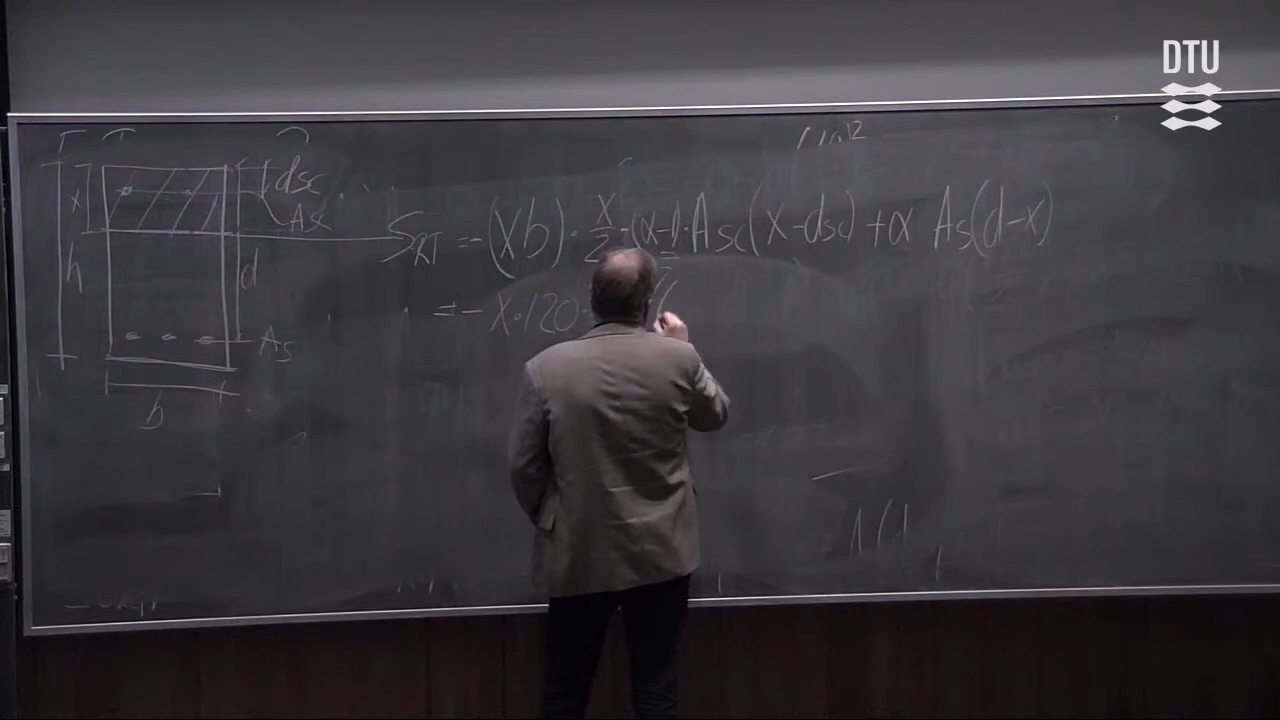 DTU
x
h
dsc
Asc
d
As
b
S_RT = -(xb) · x/2 - (α-1) · Asc(x-dsc) + α As(d-x)
= - x · 120 ·